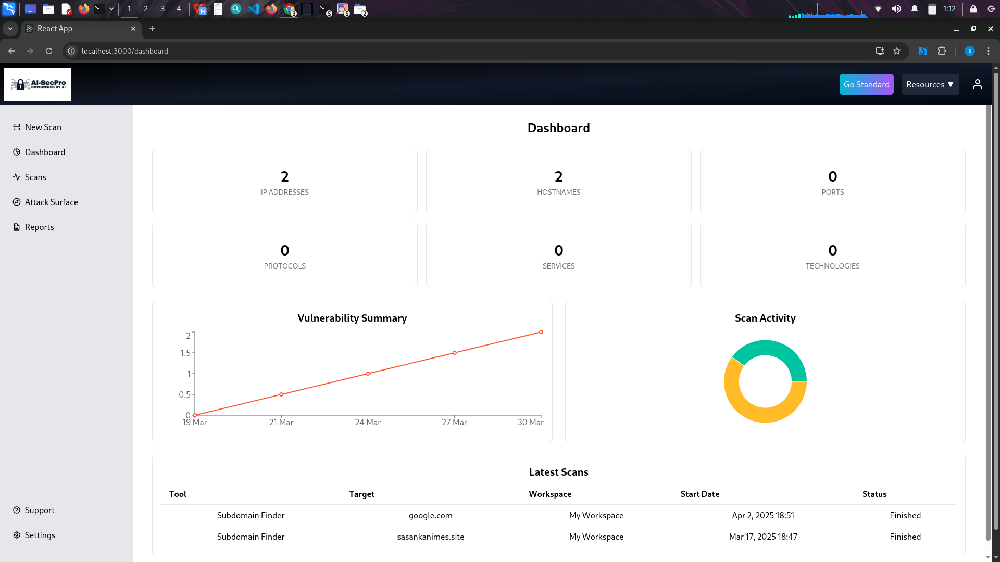 1 2 3 4
3
5
5
2
1:12
React App
localhost:3000/dashboard
s
AI-SecPro
EMPOWERED BY AI
Go Standard
Resources ▼
New Scan
Dashboard
Scans
Attack Surface
Reports
Support
Settings
Dashboard
2
IP ADDRESSES
2
HOSTNAMES
0
PORTS
0
PROTOCOLS
0
SERVICES
0
TECHNOLOGIES
Vulnerability Summary
2
1.5
1
0.5
0
19 Mar 21 Mar 24 Mar 27 Mar 30 Mar
Scan Activity
Latest Scans
Tool Target Workspace Start Date Status
Subdomain Finder google.com My Workspace Apr 2, 2025 18:51 Finished
Subdomain Finder sasankanimes.site My Workspace Mar 17, 2025 18:47 Finished